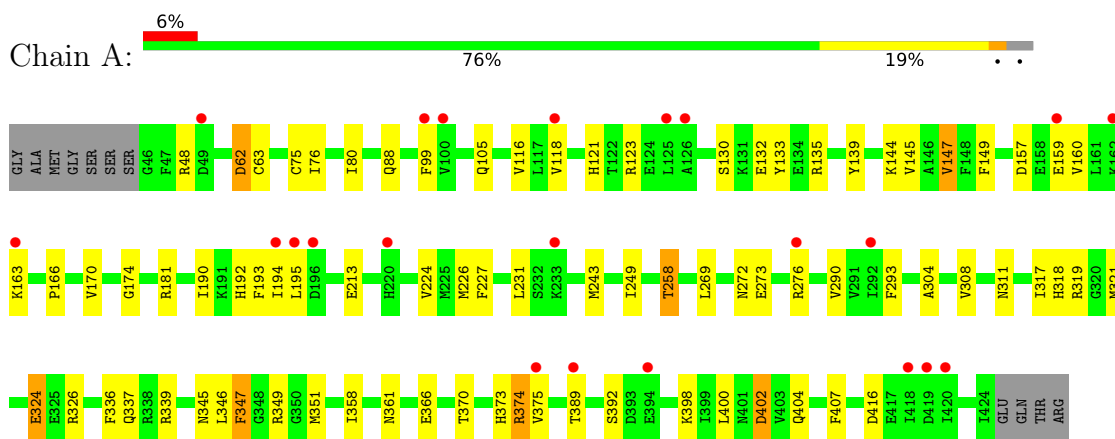 6%
Chain A:
76% 19% • •
GLY ALA MET GLY SER SER SER G46 F47 R48 D49 D62 C63 C75 I76 I80 Q88 F99 V100 Q105 V116 L117 V118 H121 T122 R123 E124 L125 A126 S130 K131 E132 Y133 E134 R135 Y139 K144 V145 A146 V147 F148 F149 D157 E158 E159 V160 L161 K162
K163 P166 V170 G174 R181 I190 K191 H192 F193 I194 L195 D196 E213 H220 V224 M225 M226 F227 L231 S232 K233 M243 I249 T258 L269 N272 E273 R276 V290 V291 I292 F293 A304 V308 N311 I317 H318 R319 G320 M321
E324 E325 R326 F336 Q337 R338 R339 N345 L346 F347 G348 R349 G350 M351 I358 N361 E366 T370 H373 R374 V375 T389 S392 D393 E394 K398 I399 L400 N401 D402 V403 Q404 F407 D416 E417 I418 D419 I420 I424 GLU GLN THR ARG